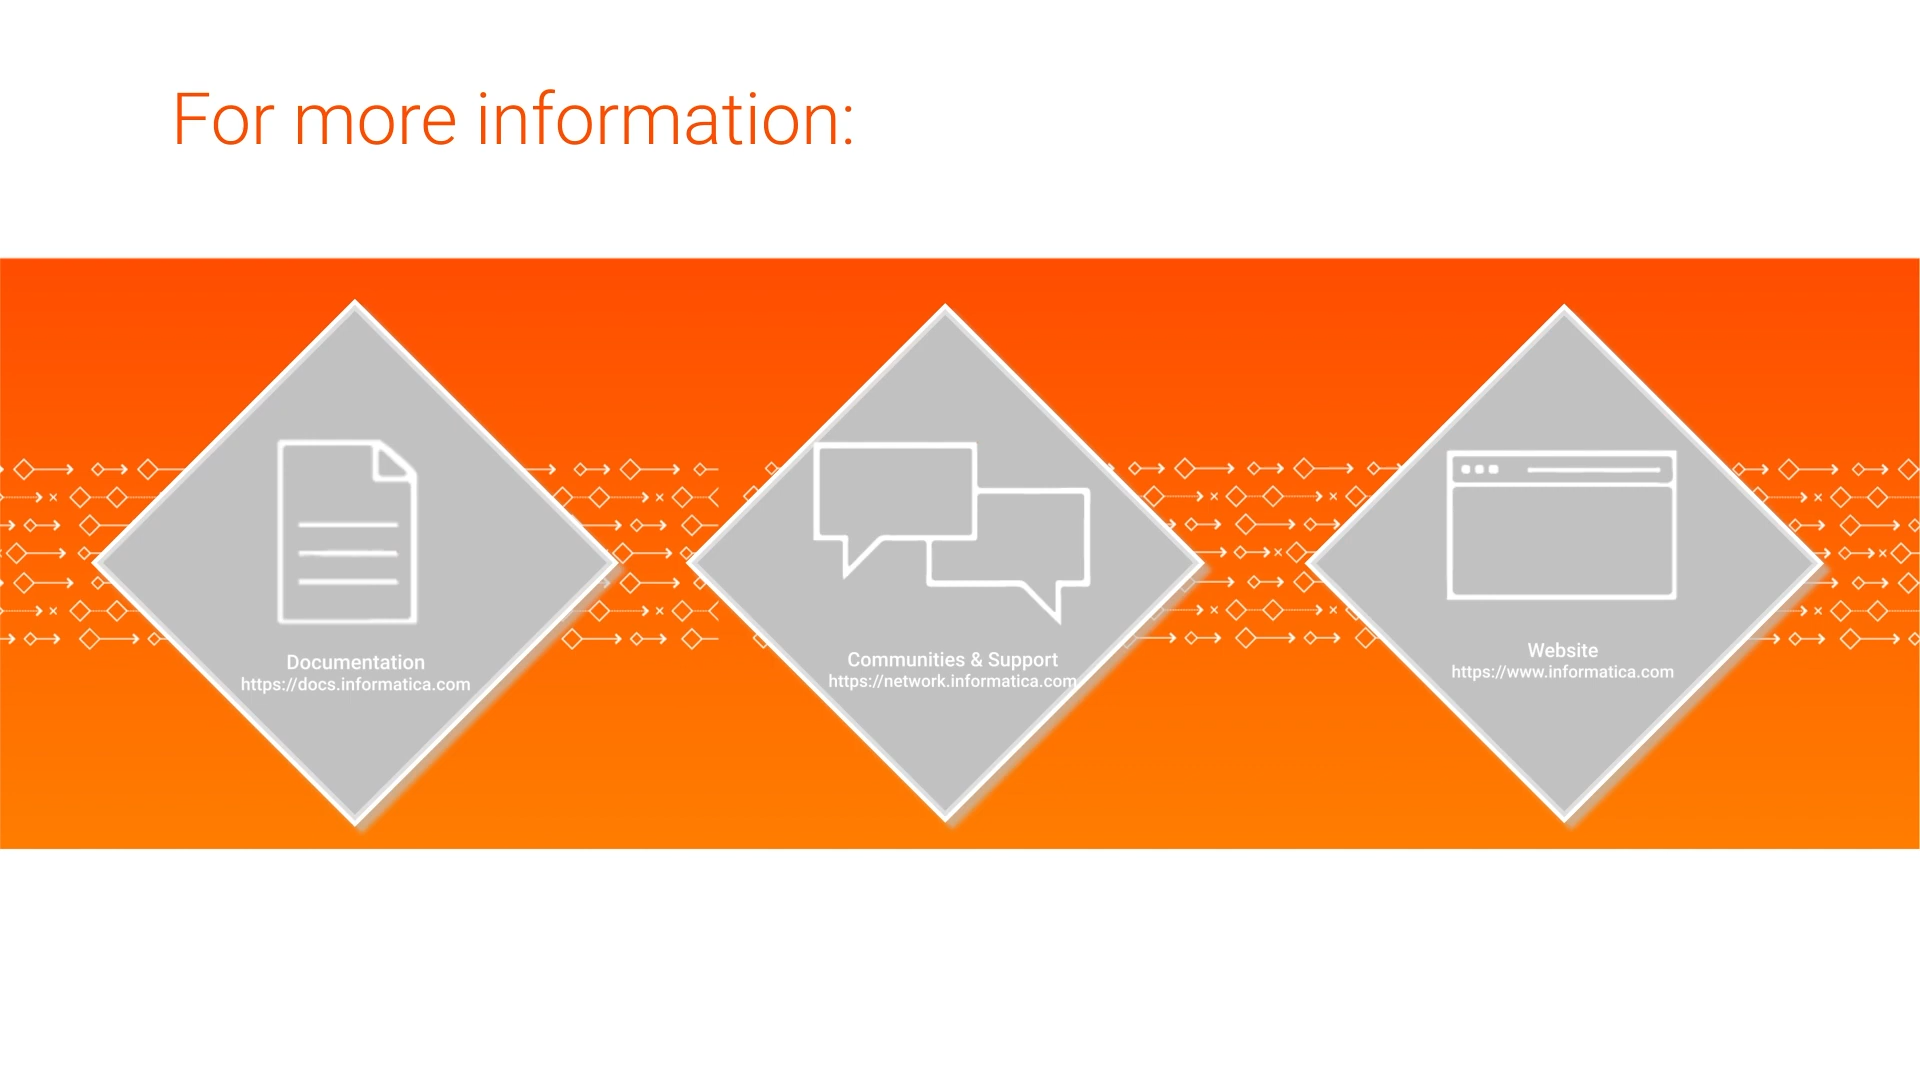 For more information:
Documentation
https://docs.informatica.com
Communities & Support
https://network.informatica.com
Website
https://www.informatica.com